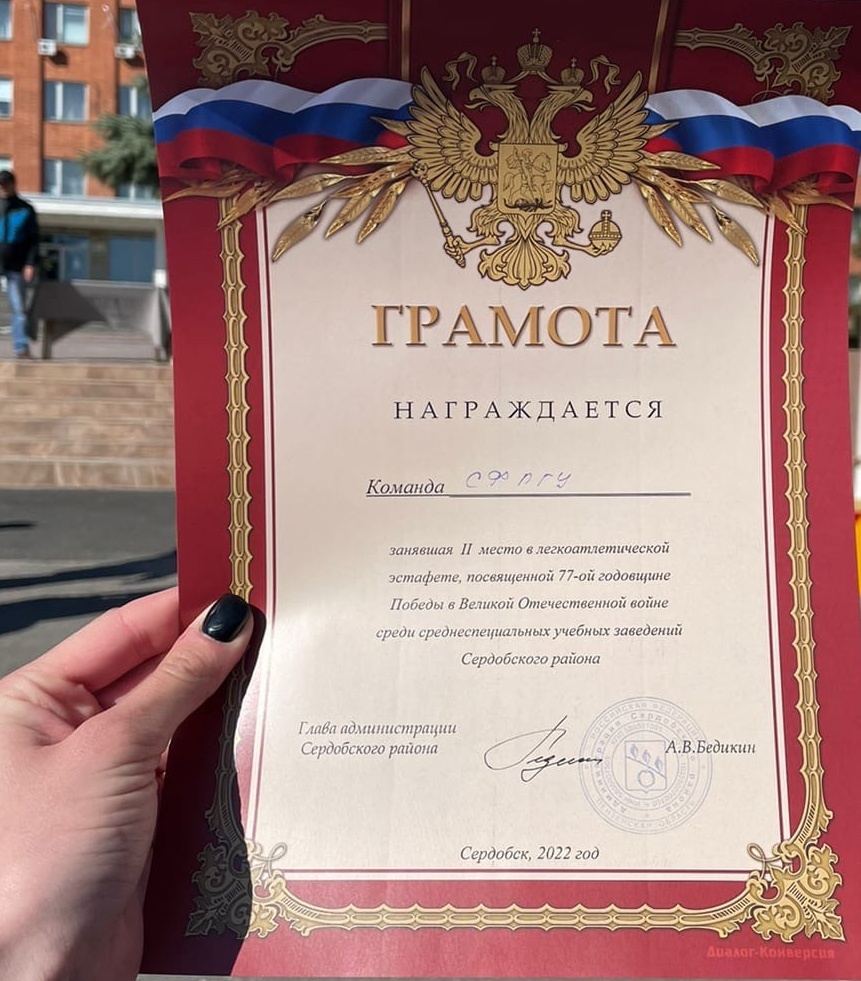 ГРАМОТА
НАГРАЖДАЕТСЯ
Команда СФ ПГУ
занявшая II место в легкоатлетической
эстафете, посвященной 77-ой годовщине
Победы в Великой Отечественной войне
среди среднеспециальных учебных заведений
Сердобского района
Глава администрации
Сердобского района
А.В.Бедикин
Сердобск, 2022 год
Диалог-Конверсия